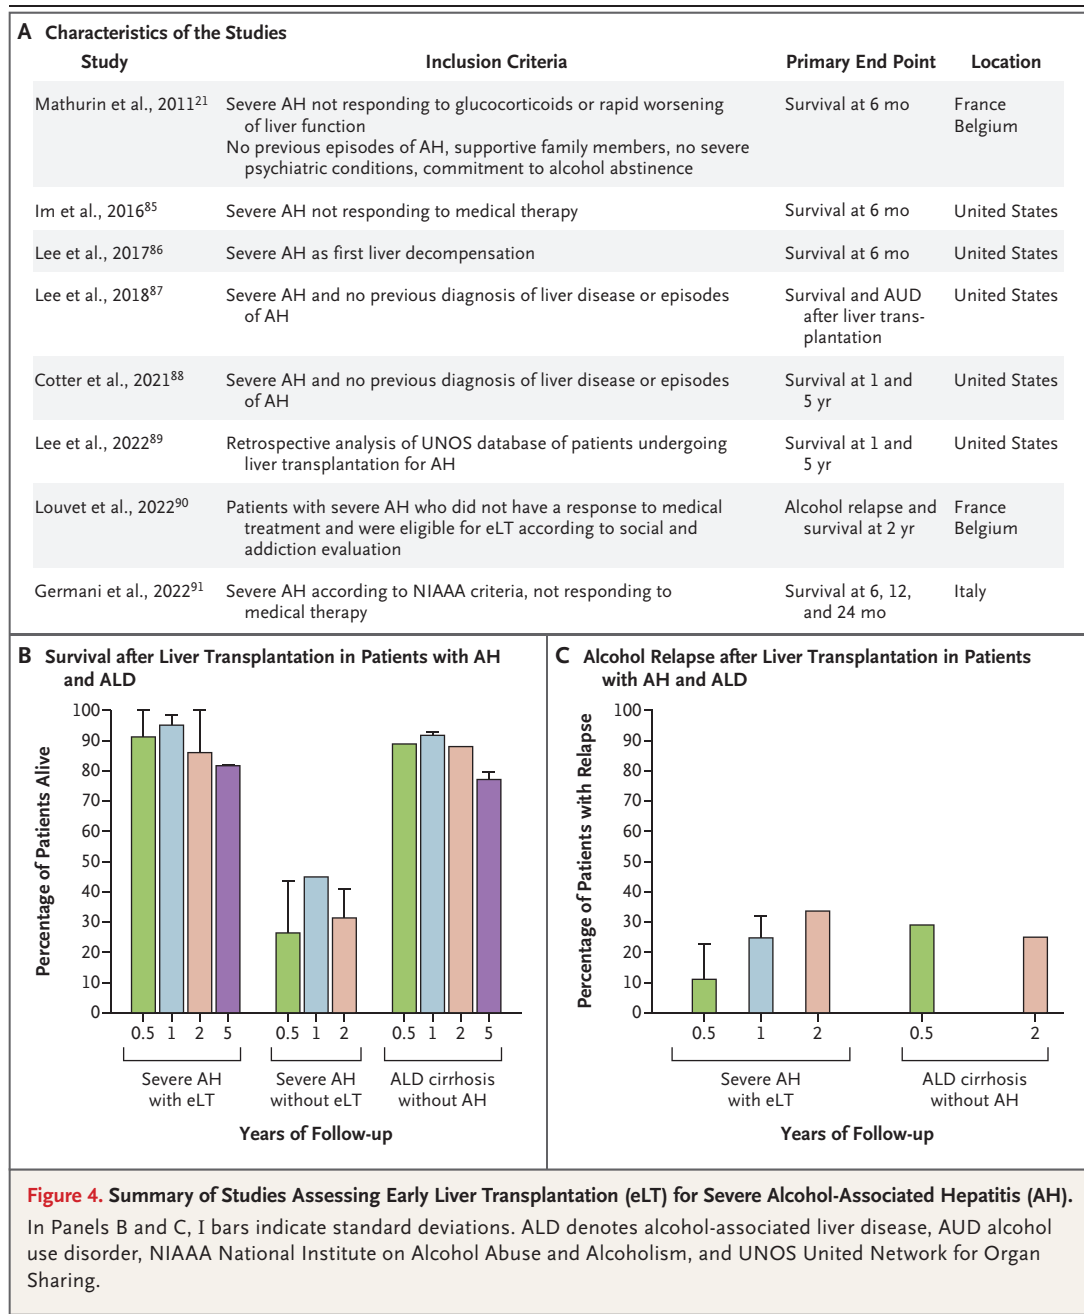 A Characteristics of the Studies
Study Inclusion Criteria Primary End Point Location
Mathurin et al., 2011²¹ Severe AH not responding to glucocorticoids or rapid worsening Survival at 6 mo France
of liver function Belgium
No previous episodes of AH, supportive family members, no severe
psychiatric conditions, commitment to alcohol abstinence
Im et al., 2016⁸⁵ Severe AH not responding to medical therapy Survival at 6 mo United States
Lee et al., 2017⁸⁶ Severe AH as first liver decompensation Survival at 6 mo United States
Lee et al., 2018⁸⁷ Severe AH and no previous diagnosis of liver disease or episodes Survival and AUD United States
of AH after liver trans-
plantation
Cotter et al., 2021⁸⁸ Severe AH and no previous diagnosis of liver disease or episodes Survival at 1 and United States
of AH 5 yr
Lee et al., 2022⁸⁹ Retrospective analysis of UNOS database of patients undergoing Survival at 1 and United States
liver transplantation for AH 5 yr
Louvet et al., 2022⁹⁰ Patients with severe AH who did not have a response to medical Alcohol relapse and France
treatment and were eligible for eLT according to social and survival at 2 yr Belgium
addiction evaluation
Germani et al., 2022⁹¹ Severe AH according to NIAAA criteria, not responding to Survival at 6, 12, Italy
medical therapy and 24 mo
B Survival after Liver Transplantation in Patients with AH
and ALD
Percentage of Patients Alive
100
90
80
70
60
50
40
30
20
10
0
0.5 1 2 5 0.5 1 2 0.5 1 2 5
Severe AH Severe AH ALD cirrhosis
with eLT without eLT without AH
Years of Follow-up
C Alcohol Relapse after Liver Transplantation in Patients
with AH and ALD
Percentage of Patients with Relapse
100
90
80
70
60
50
40
30
20
10
0
0.5 1 2 0.5 2
Severe AH ALD cirrhosis
with eLT without AH
Years of Follow-up
Figure 4. Summary of Studies Assessing Early Liver Transplantation (eLT) for Severe Alcohol-Associated Hepatitis (AH).
In Panels B and C, I bars indicate standard deviations. ALD denotes alcohol-associated liver disease, AUD alcohol
use disorder, NIAAA National Institute on Alcohol Abuse and Alcoholism, and UNOS United Network for Organ
Sharing.